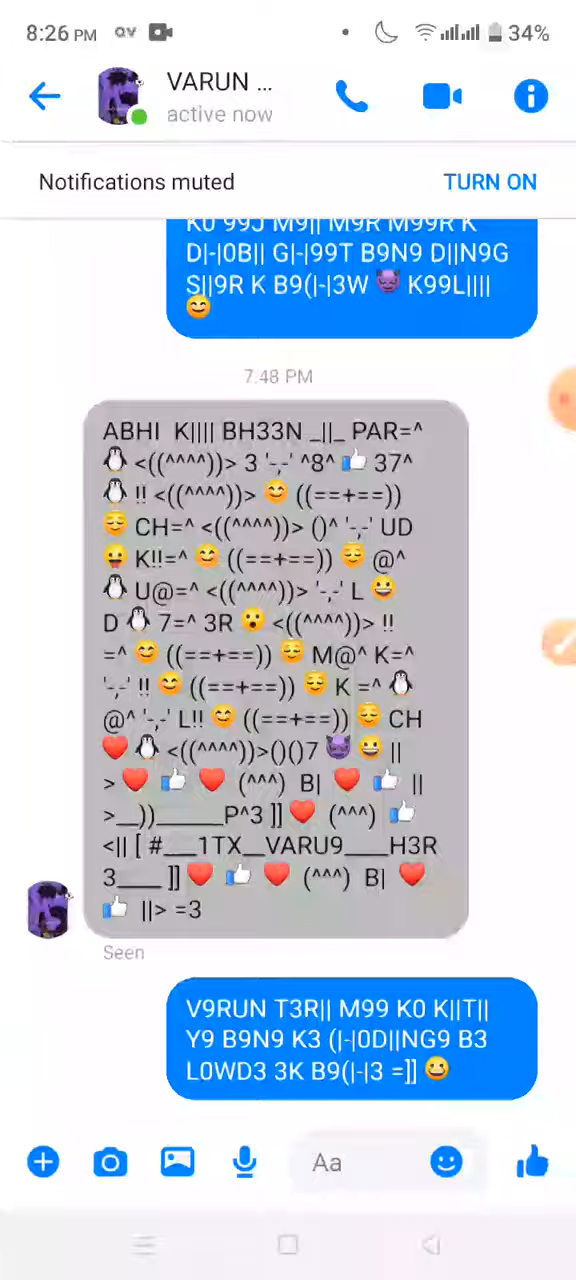 8:26 PM
34%
VARUN ...
active now
Notifications muted TURN ON
K0 99J M9|| M9R M99R K
D|-|0B|| G|-|99T B9N9 D||N9G
S||9R K B9(|-|3W 👿 K99L||||
😊
7.48 PM
ABHI K|||| BH33N _||_ PAR=^
🐧 <((^^^^))> 3 '-,-' ^8^ 👍 37^
🐧 !! <((^^^^))> 😊 ((==+==))
😌 CH=^ <((^^^^))> ()^ '-,-' UD
😜 K!!=^ 😊 ((==+==)) 😌 @^
🐧 U@=^ <((^^^^))> '-,-' L 😀
D 🐧 7=^ 3R 😮 <((^^^^))> !!
=^ 😊 ((==+==)) 😌 M@^ K=^
'-,-' !! 😊 ((==+==)) 😌 K =^ 🐧
@^ '-,-' L!! 😊 ((==+==)) 😌 CH
❤️ 🐧 <((^^^^))>()()7 👿 😀 ||
> ❤️ 👍 ❤️ (^^^) B| ❤️ 👍 ||
>__))______P^3 ]] ❤️ (^^^) 👍
<|| [ #___1TX__VARU9____H3R
3____ ]] ❤️ 👍 ❤️ (^^^) B| ❤️
👍 ||> =3
Seen
V9RUN T3R|| M99 K0 K||T||
Y9 B9N9 K3 (|-|0D||NG9 B3
L0WD3 3K B9(|-|3 =]] 😀
Aa